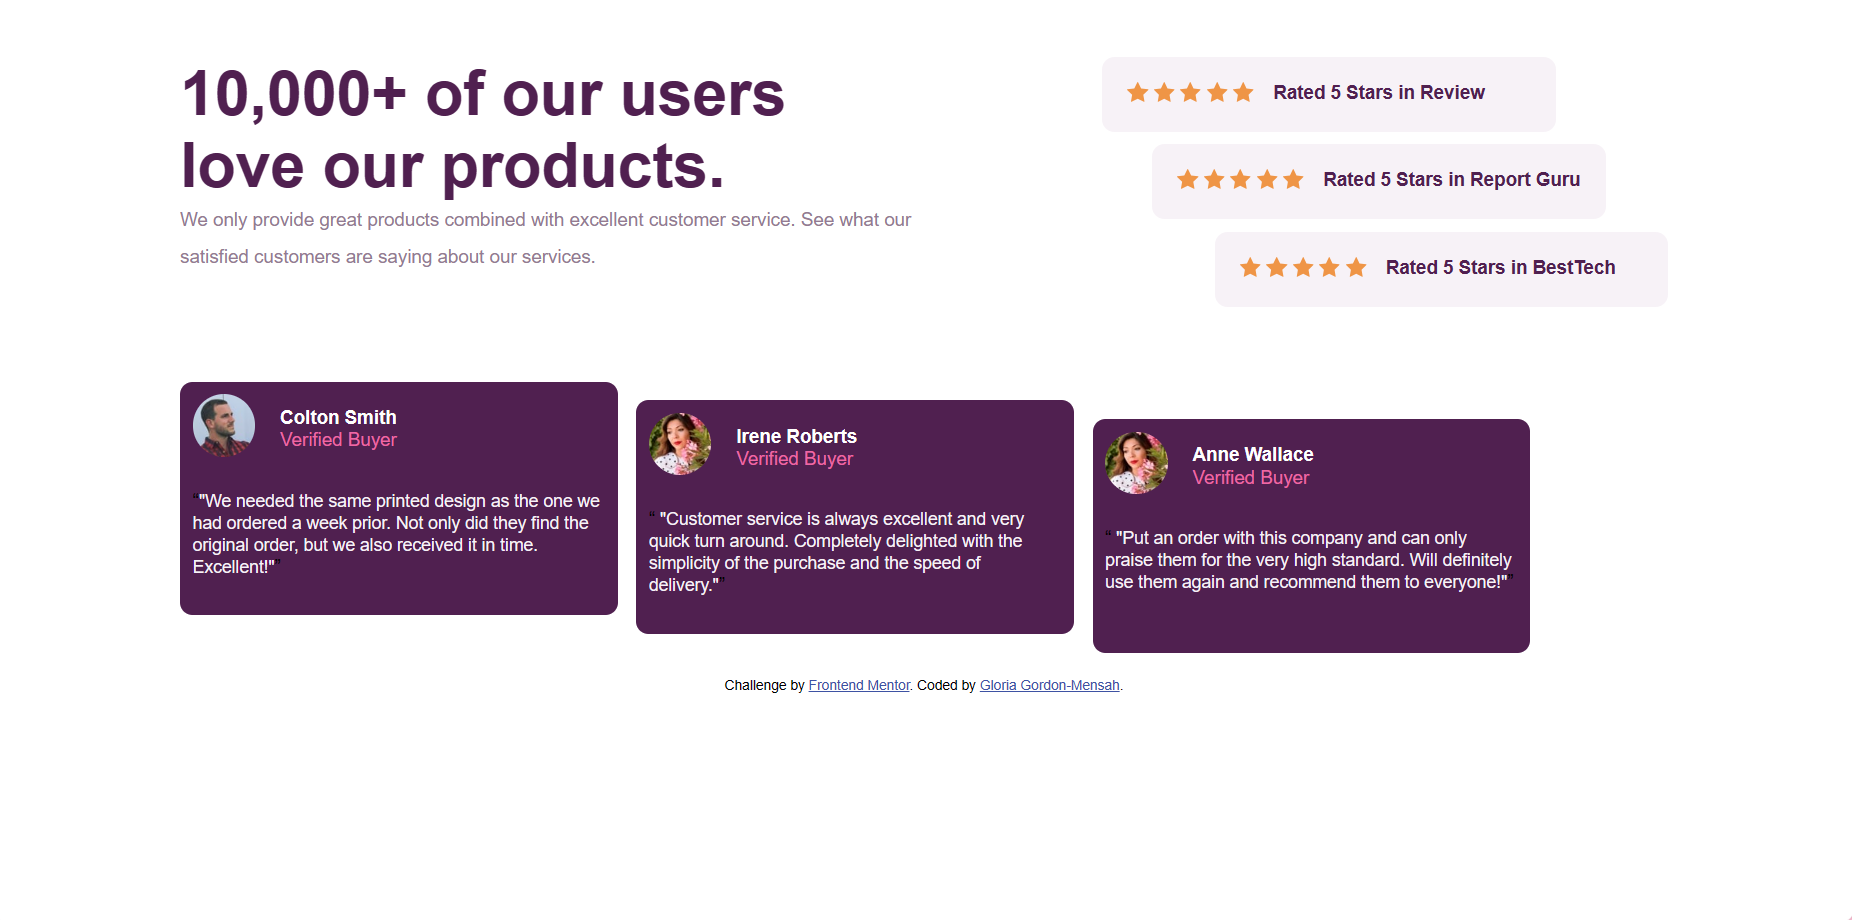 10,000+ of our users
love our products.
We only provide great products combined with excellent customer service. See what our
satisfied customers are saying about our services.
Rated 5 Stars in Review
Rated 5 Stars in Report Guru
Rated 5 Stars in BestTech
Colton Smith
Verified Buyer
“"We needed the same printed design as the one we
had ordered a week prior. Not only did they find the
original order, but we also received it in time.
Excellent!"”
Irene Roberts
Verified Buyer
“ "Customer service is always excellent and very
quick turn around. Completely delighted with the
simplicity of the purchase and the speed of
delivery."”
Anne Wallace
Verified Buyer
“ "Put an order with this company and can only
praise them for the very high standard. Will definitely
use them again and recommend them to everyone!"”
Challenge by Frontend Mentor. Coded by Gloria Gordon-Mensah.